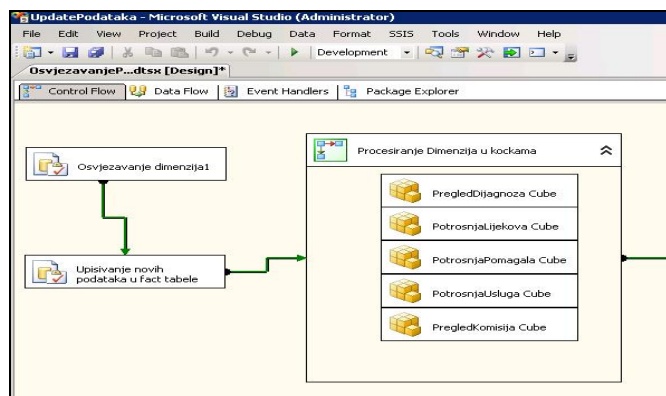 UpdatePodataka - Microsoft Visual Studio (Administrator)
File Edit View Project Build Debug Data Format SSIS Tools Window Help
Development
OsvjezavanjeP...dtsx [Design]*
Control Flow Data Flow Event Handlers Package Explorer
Osvjezavanje dimenzija1
Upisivanje novih
podataka u fact tabele
Procesiranje Dimenzija u kockama
PregledDijagnoza Cube
PotrosnjaLijekova Cube
PotrosnjaPomagala Cube
PotrosnjaUsluga Cube
PregledKomisija Cube